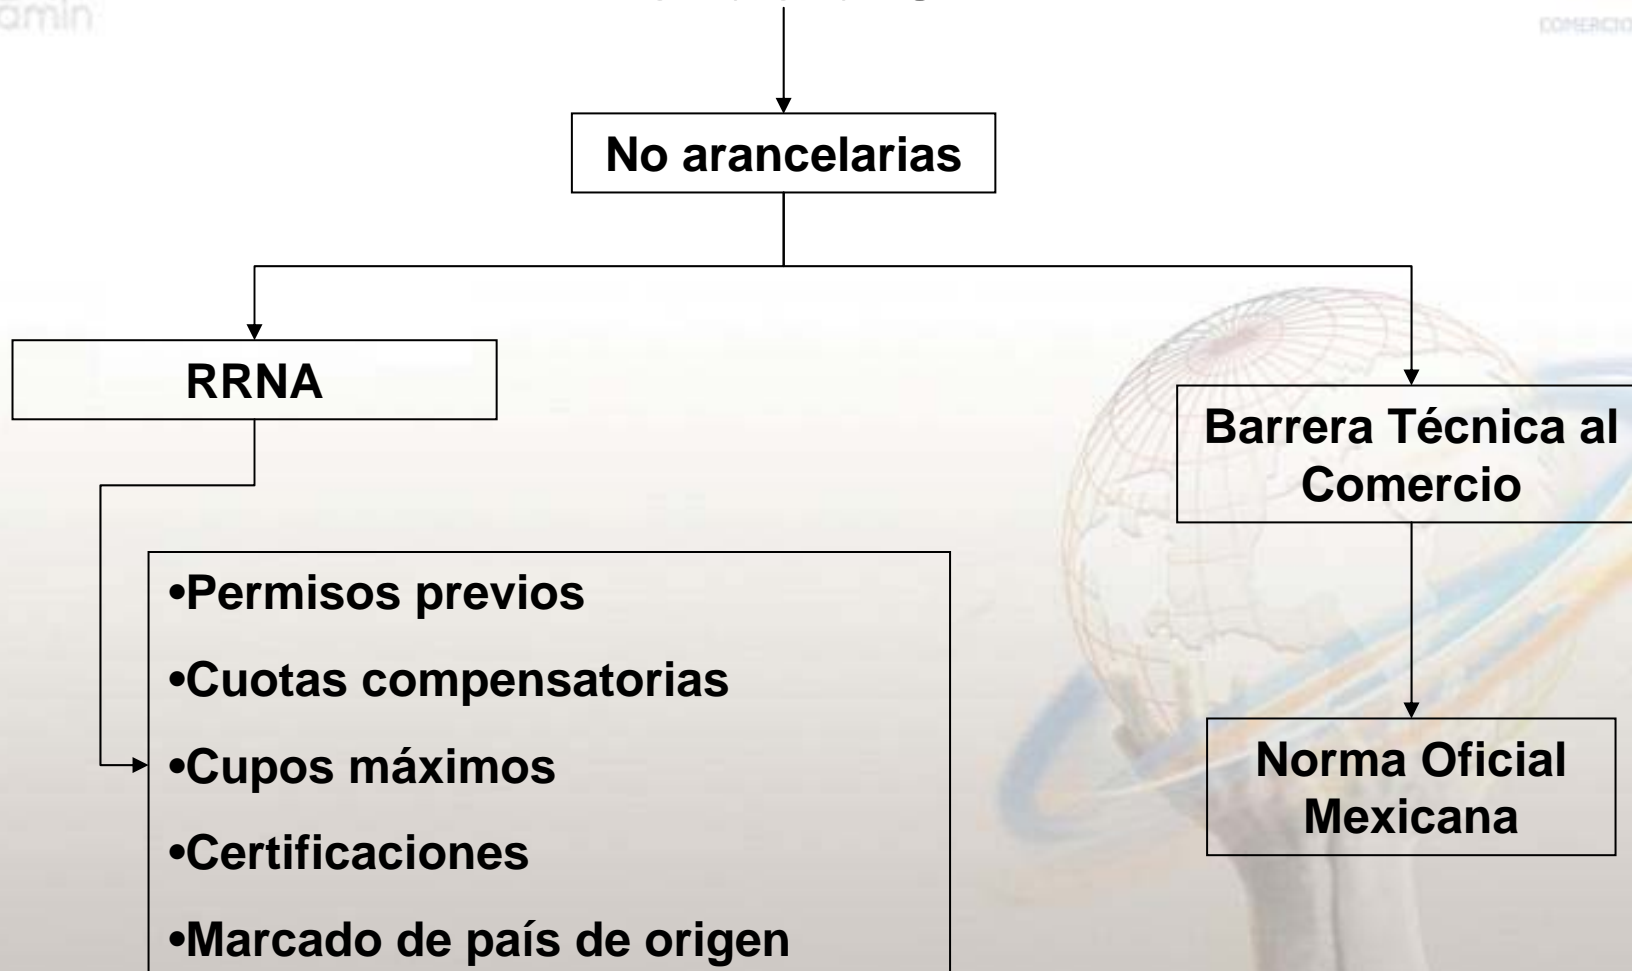 COMERCIO
No arancelarias
RRNA
Barrera Técnica al
Comercio
•Permisos previos
•Cuotas compensatorias
•Cupos máximos
•Certificaciones
•Marcado de país de origen
Norma Oficial
Mexicana